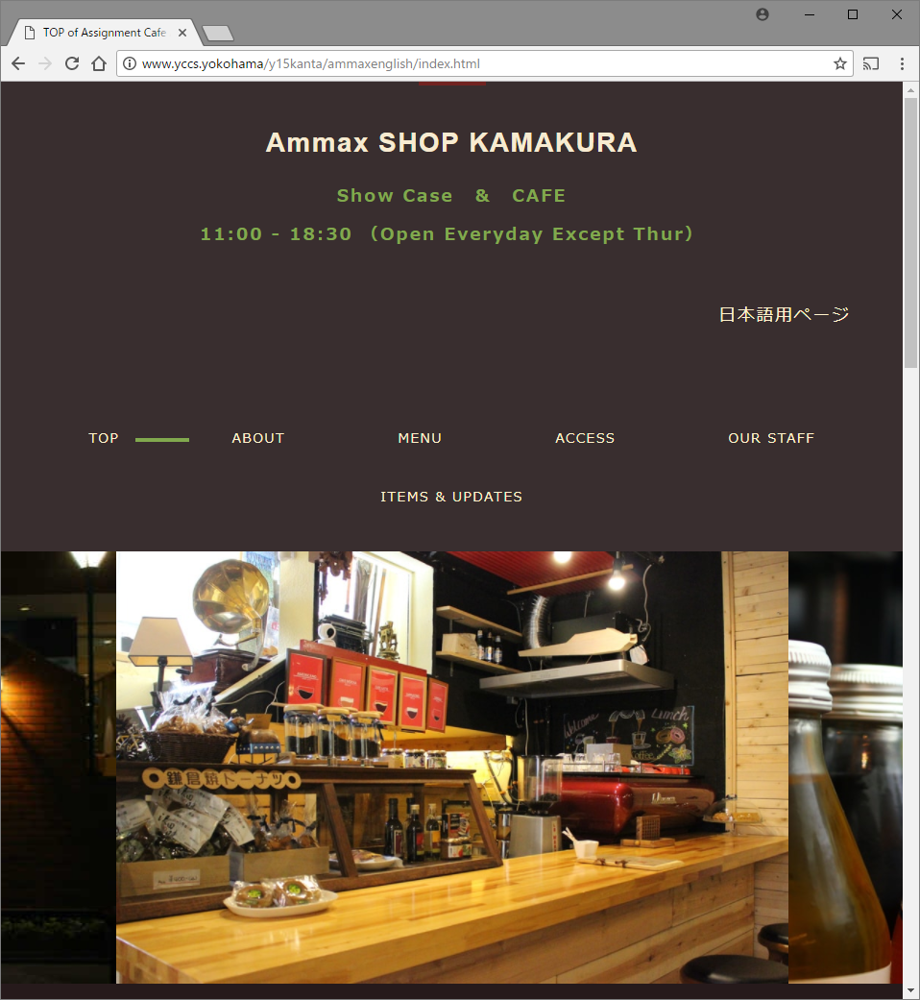 TOP of Assignment Cafe
www.yccs.yokohama/y15kanta/ammaxenglish/index.html
Ammax SHOP KAMAKURA
Show Case & CAFE
11:00 - 18:30 （Open Everyday Except Thur）
日本語用ページ
TOP ABOUT MENU ACCESS OUR STAFF
ITEMS & UPDATES
Welcome Lunch
Coffee
鎌倉焼ドーナツ